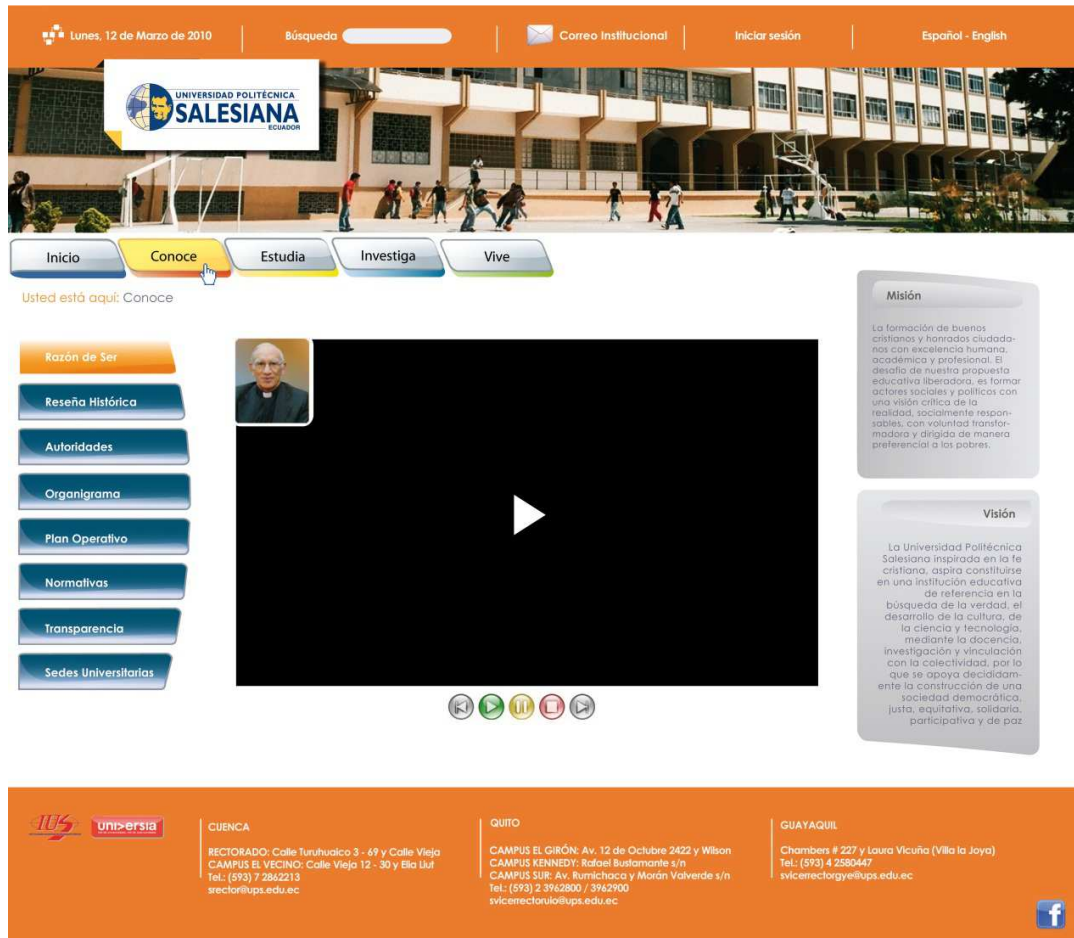 Lunes, 12 de Marzo de 2010
Búsqueda
Correo Institucional
Iniciar sesión
Español - English
UNIVERSIDAD POLITÉCNICA
SALESIANA
ECUADOR
Inicio
Conoce
Estudia
Investiga
Vive
Usted está aquí: Conoce
Razón de Ser
Reseña Histórica
Autoridades
Organigrama
Plan Operativo
Normativas
Transparencia
Sedes Universitarias
Misión
La formación de buenos
cristianos y honrados ciudada-
nos con excelencia humana,
académica y profesional. El
desafío de nuestra propuesta
educativa liberadora, es formar
actores sociales y políticos con
una visión crítica de la
realidad, socialmente respon-
sables, con voluntad transfor-
madora y dirigida de manera
preferencial a los pobres.
Visión
La Universidad Politécnica
Salesiana inspirada en la fe
cristiana, aspira constituirse
en una institución educativa
de referencia en la
búsqueda de la verdad, el
desarrollo de la cultura, de
la ciencia y tecnología,
mediante la docencia,
investigación y vinculación
con la colectividad, por lo
que se apoya decididam-
ente la construcción de una
sociedad democrática,
justa, equitativa, solidaria,
participativa y de paz
IUS
universia
CUENCA
RECTORADO: Calle Turuhuaico 3 - 69 y Calle Vieja
CAMPUS EL VECINO: Calle Vieja 12 - 30 y Elia Liut
Tel.: (593) 7 2862213
srector@ups.edu.ec
QUITO
CAMPUS EL GIRÓN: Av. 12 de Octubre 2422 y Wilson
CAMPUS KENNEDY: Rafael Bustamante s/n
CAMPUS SUR: Av. Rumichaca y Morán Valverde s/n
Tel.: (593) 2 3962800 / 3962900
svicerrectorulo@ups.edu.ec
GUAYAQUIL
Chambers # 227 y Laura Vicuña (Villa la Joya)
Tel.: (593) 4 2580447
svicerrectorgye@ups.edu.ec
f